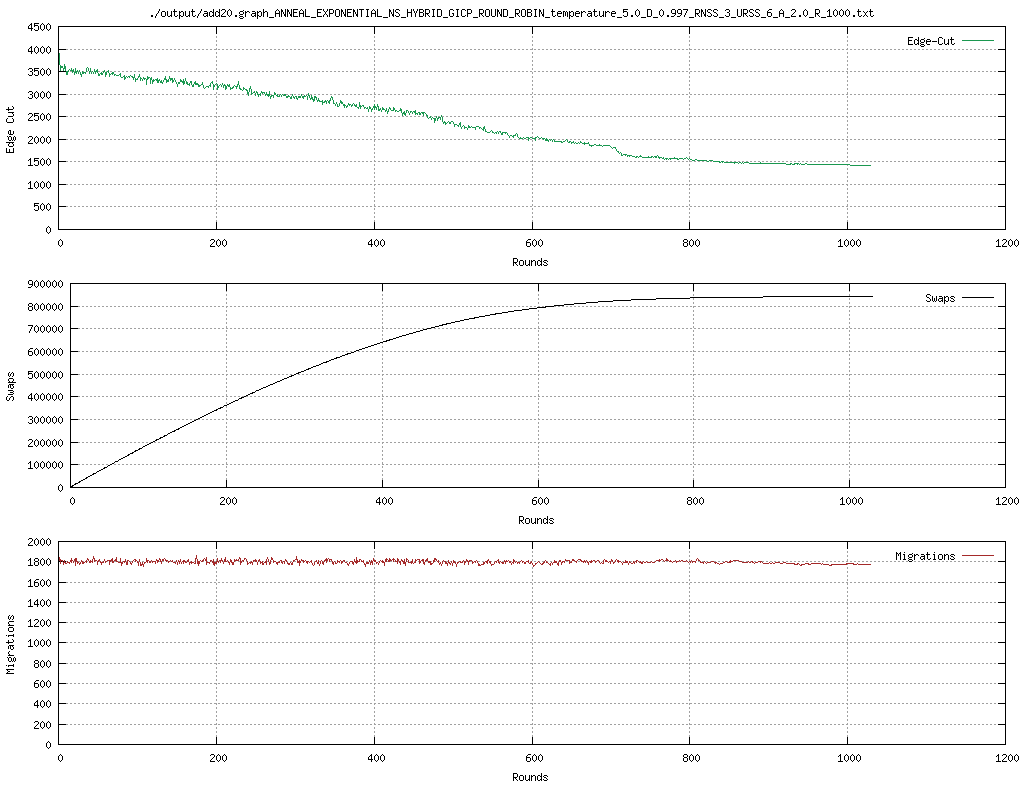 ./output/add20.graph_ANNEAL_EXPONENTIAL_NS_HYBRID_GICP_ROUND_ROBIN_temperature_5.0_D_0.997_RNSS_3_URSS_6_A_2.0_R_1000.txt
4500
4000
3500
3000
2500
2000
1500
1000
500
0
Edge Cut
Edge-Cut
0 200 400 600 800 1000 1200
Rounds
900000
800000
700000
600000
500000
400000
300000
200000
100000
0
Swaps
Swaps
0 200 400 600 800 1000 1200
Rounds
2000
1800
1600
1400
1200
1000
800
600
400
200
0
Migrations
Migrations
0 200 400 600 800 1000 1200
Rounds